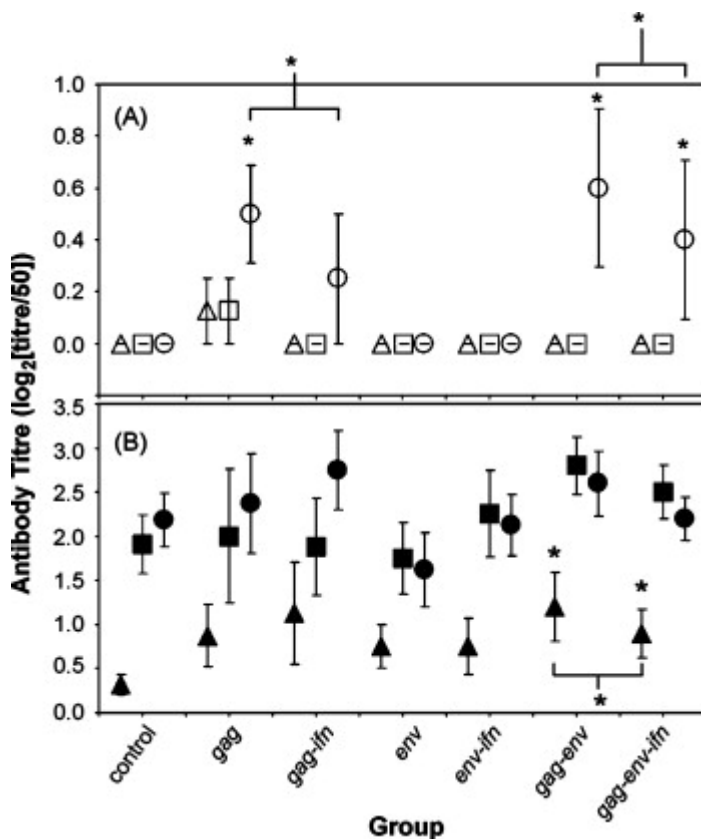 *
*
1.0
(A)
*
*
*
0.8
0.6
0.4
0.2
0.0
3.5
(B)
3.0
2.5
2.0
1.5
*
*
1.0
0.5
*
0.0
Antibody Titre (log₂[titre/50])
control
gag
gag-ifn
env
env-ifn
gag-env
gag-env-ifn
Group